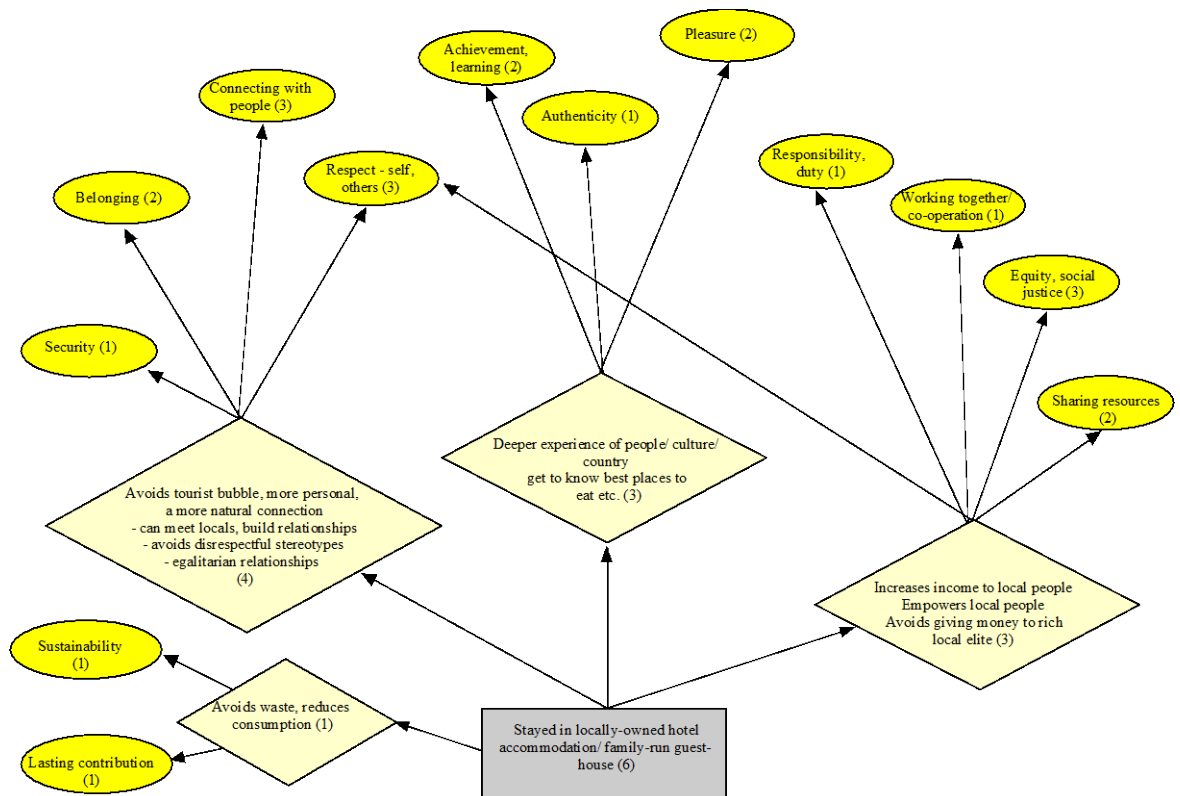 Pleasure (2)
Achievement,
learning (2)
Connecting with
people (3)
Authenticity (1)
Responsibility,
duty (1)
Respect - self,
others (3)
Belonging (2)
Working together/
co-operation (1)
Equity, social
justice (3)
Security (1)
Sharing resources
(2)
Deeper experience of people/ culture/
country
get to know best places to
eat etc. (3)
Avoids tourist bubble, more personal,
a more natural connection
- can meet locals, build relationships
- avoids disrespectful stereotypes
- egalitarian relationships
(4)
Increases income to local people
Empowers local people
Avoids giving money to rich
local elite (3)
Sustainability
(1)
Avoids waste, reduces
consumption (1)
Stayed in locally-owned hotel
accommodation/ family-run guest-
house (6)
Lasting contribution
(1)